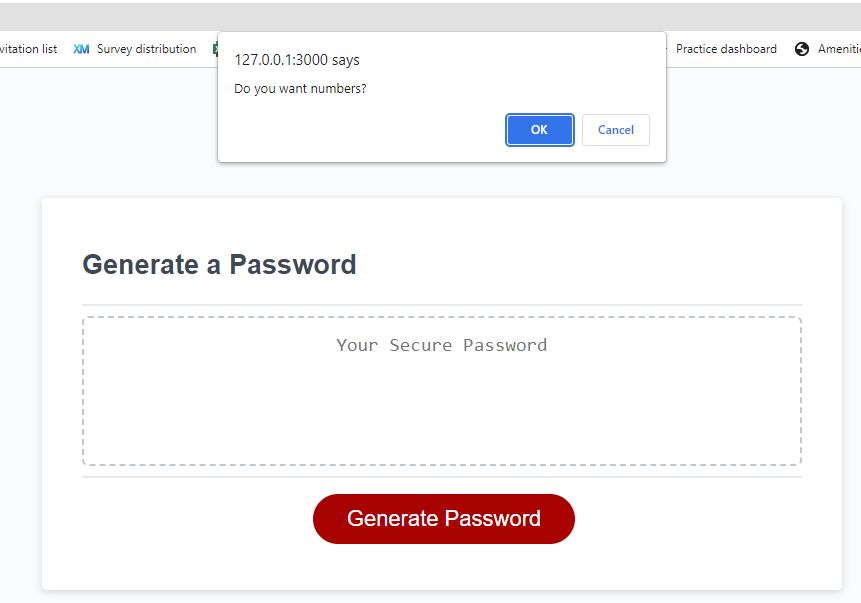 vitation list XM Survey distribution Practice dashboard Ameniti
127.0.0.1:3000 says
Do you want numbers?
OK Cancel
Generate a Password
Your Secure Password
Generate Password